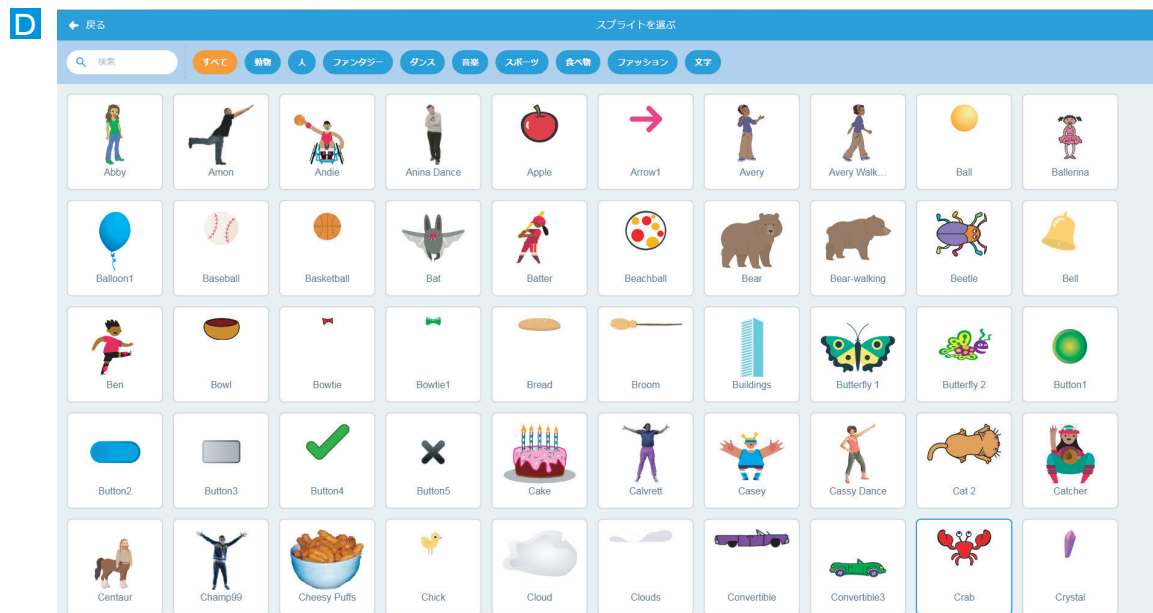 D
戻る
スプライトを選ぶ
検索
すべて 動物 人 ファンタジー ダンス 音楽 スポーツ 食べ物 ファッション 文字
Abby Amon Andie Anina Dance Apple Arrow1 Avery Avery Walk... Ball Ballerina
Balloon1 Baseball Basketball Bat Batter Beachball Bear Bear-walking Beetle Bell
Ben Bowl Bowtie Bowtie1 Bread Broom Buildings Butterfly 1 Butterfly 2 Button1
Button2 Button3 Button4 Button5 Cake Calvrett Casey Cassy Dance Cat 2 Catcher
Centaur Champ99 Cheesy Puffs Chick Cloud Clouds Convertible Convertible3 Crab Crystal